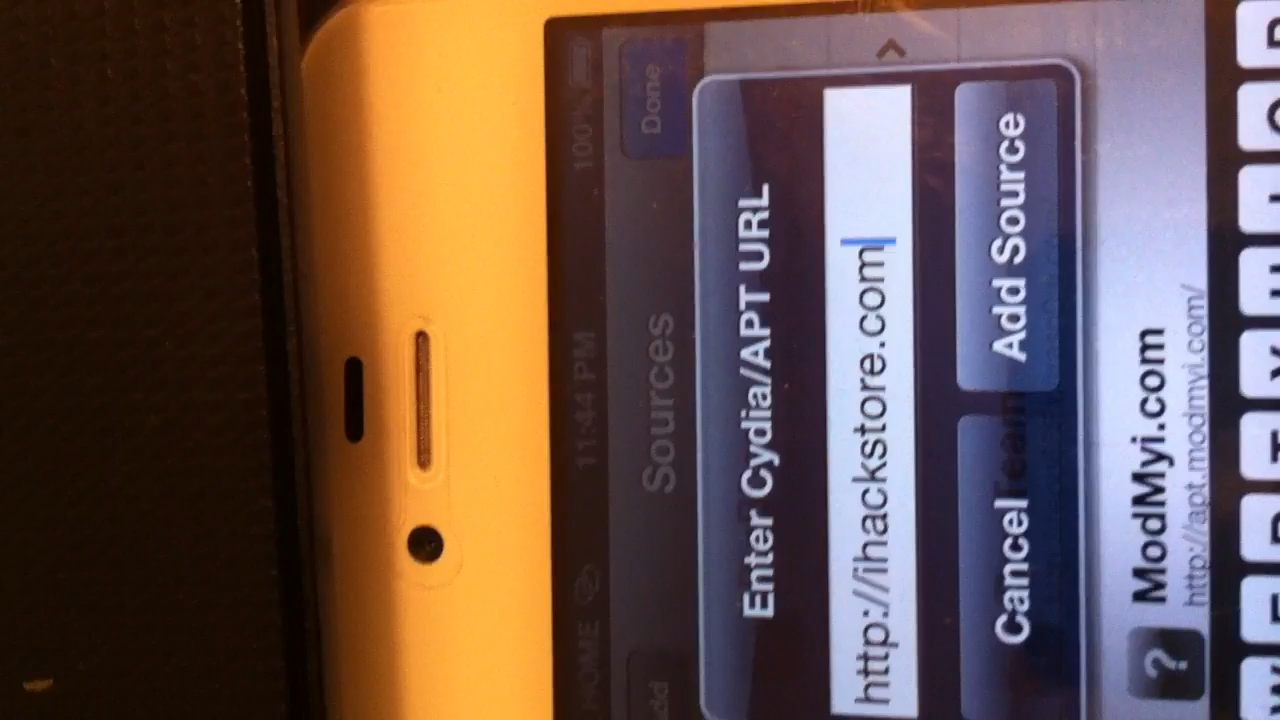 HOME 11:44 PM 100%
Sources Done
Enter Cydia/APT URL
http://ihackstore.com
Cancel Add Source
ModMyi.com
http://apt.modmyi.com/